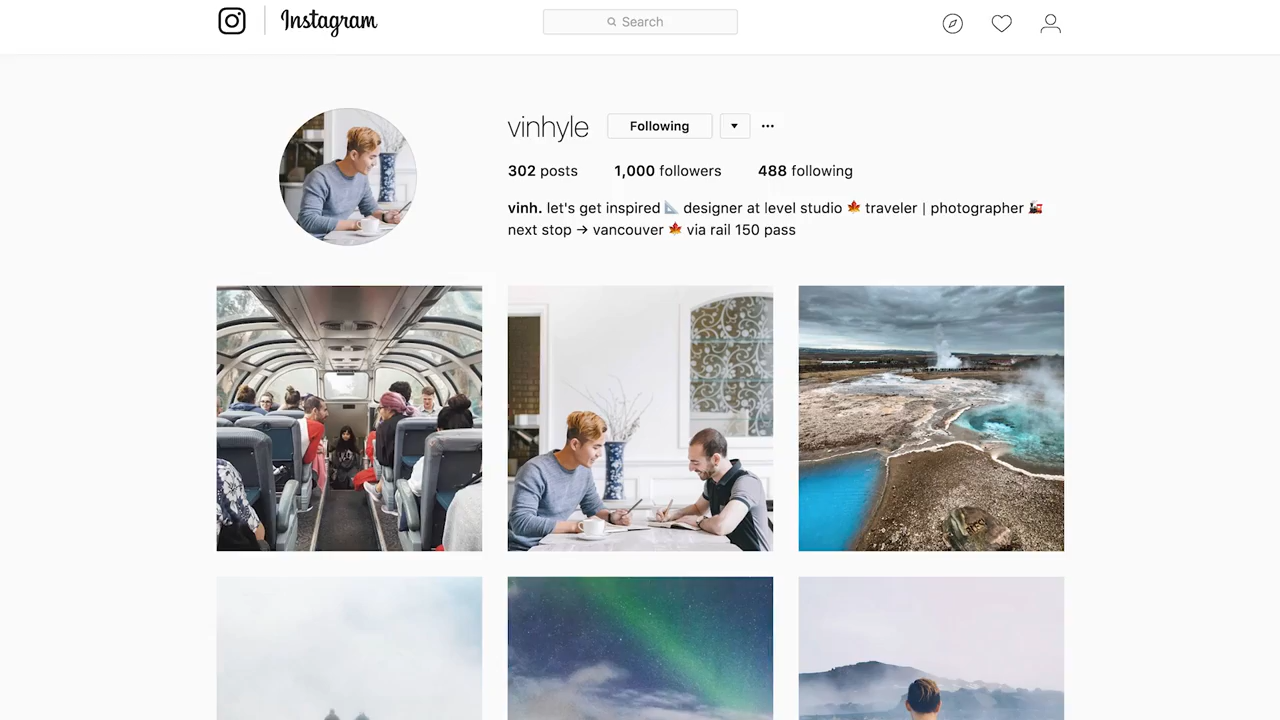 Instagram
Search
vinhyle
Following
302 posts
1,000 followers
488 following
vinh. let's get inspired 📐 designer at level studio 🍁 traveler | photographer 🚂
next stop → vancouver 🍁 via rail 150 pass